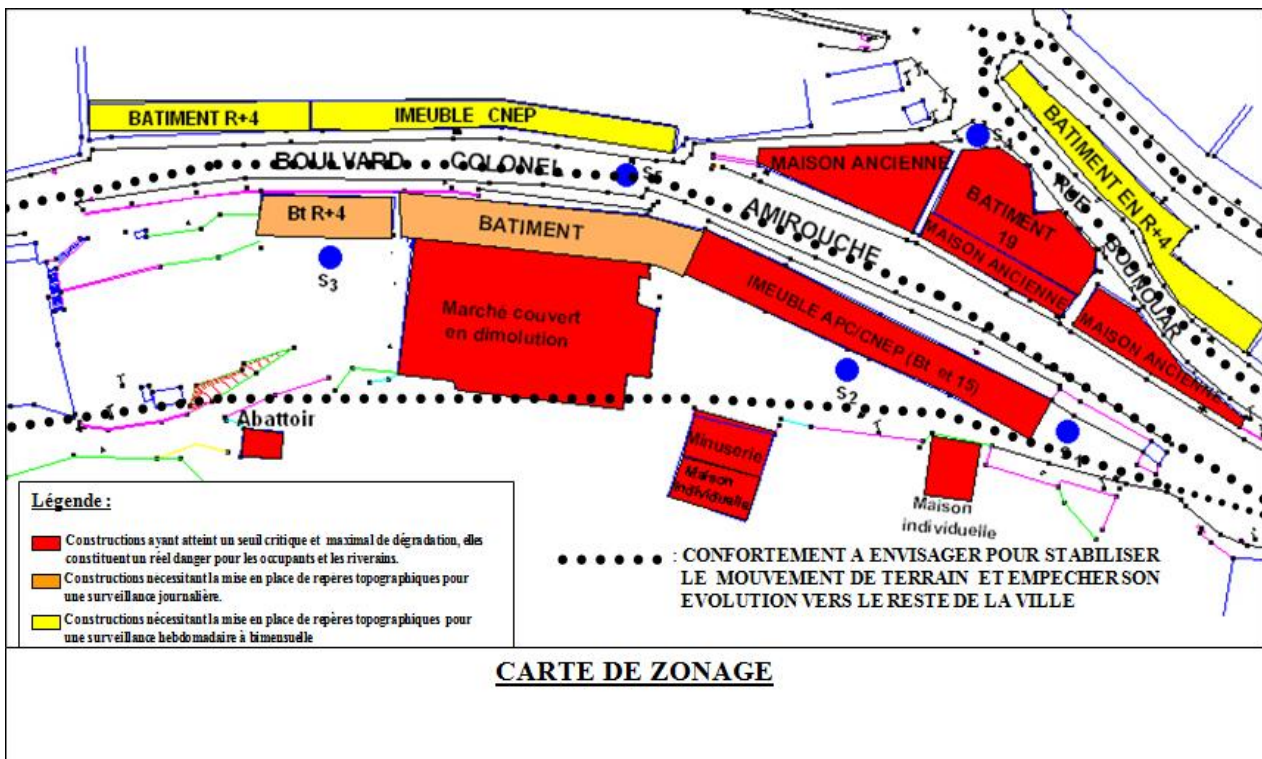 BATIMENT R+4
IMEUBLE CNEP
BOULVARD COLONEL
AMIROUCHE
S5
MAISON ANCIENNE
S4
BATIMENT EN R+4
RUE BOUNOUAR
BATIMENT
19
MAISON ANCIENNE
MAISON ANCIENNE
Bt R+4
BATIMENT
S3
Marché couvert
en dimolution
IMEUBLE APC/CNEP (Bt et 15)
S2
S1
Abattoir
Minuserie
Maison
individuelle
Maison
individuelle
Légende :
Constructions ayant atteint un seuil critique et maximal de dégradation, elles
constituent un réel danger pour les occupants et les riverains.
Constructions nécessitant la mise en place de repères topographiques pour
une surveillance journalière.
Constructions nécessitant la mise en place de repères topographiques pour
une surveillance hebdomadaire à bimensuelle
: CONFORTEMENT A ENVISAGER POUR STABILISER
LE MOUVEMENT DE TERRAIN ET EMPECHER SON
EVOLUTION VERS LE RESTE DE LA VILLE
CARTE DE ZONAGE